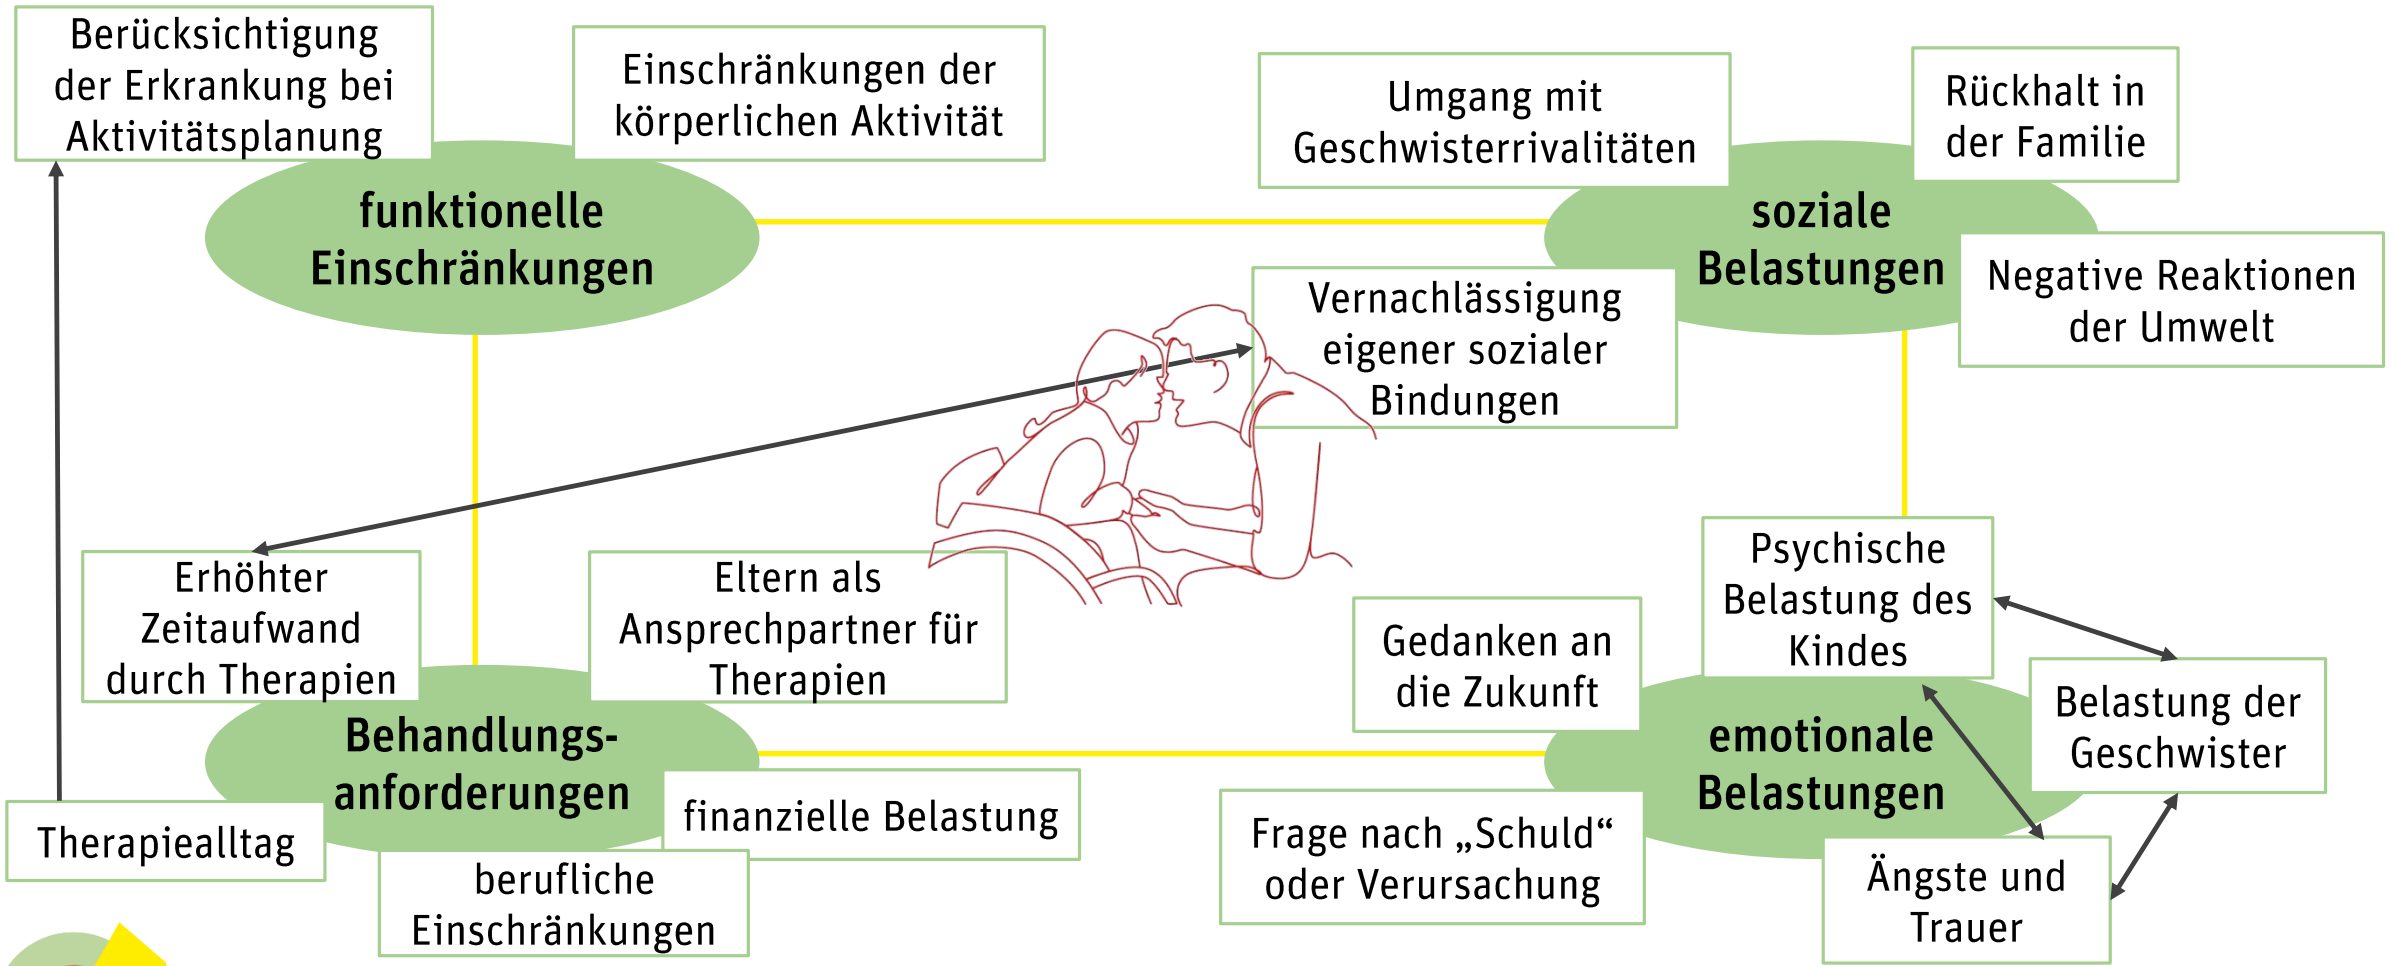 Berücksichtigung
der Erkrankung bei
Aktivitätsplanung
Einschränkungen der
körperlichen Aktivität
funktionelle
Einschränkungen
Umgang mit
Geschwisterrivalitäten
Rückhalt in
der Familie
soziale
Belastungen
Negative Reaktionen
der Umwelt
Vernachlässigung
eigener sozialer
Bindungen
Erhöhter
Zeitaufwand
durch Therapien
Eltern als
Ansprechpartner für
Therapien
Behandlungs-
anforderungen
finanzielle Belastung
Therapiealltag
berufliche
Einschränkungen
Psychische
Belastung des
Kindes
Gedanken an
die Zukunft
Belastung der
Geschwister
emotionale
Belastungen
Frage nach „Schuld“
oder Verursachung
Ängste und
Trauer